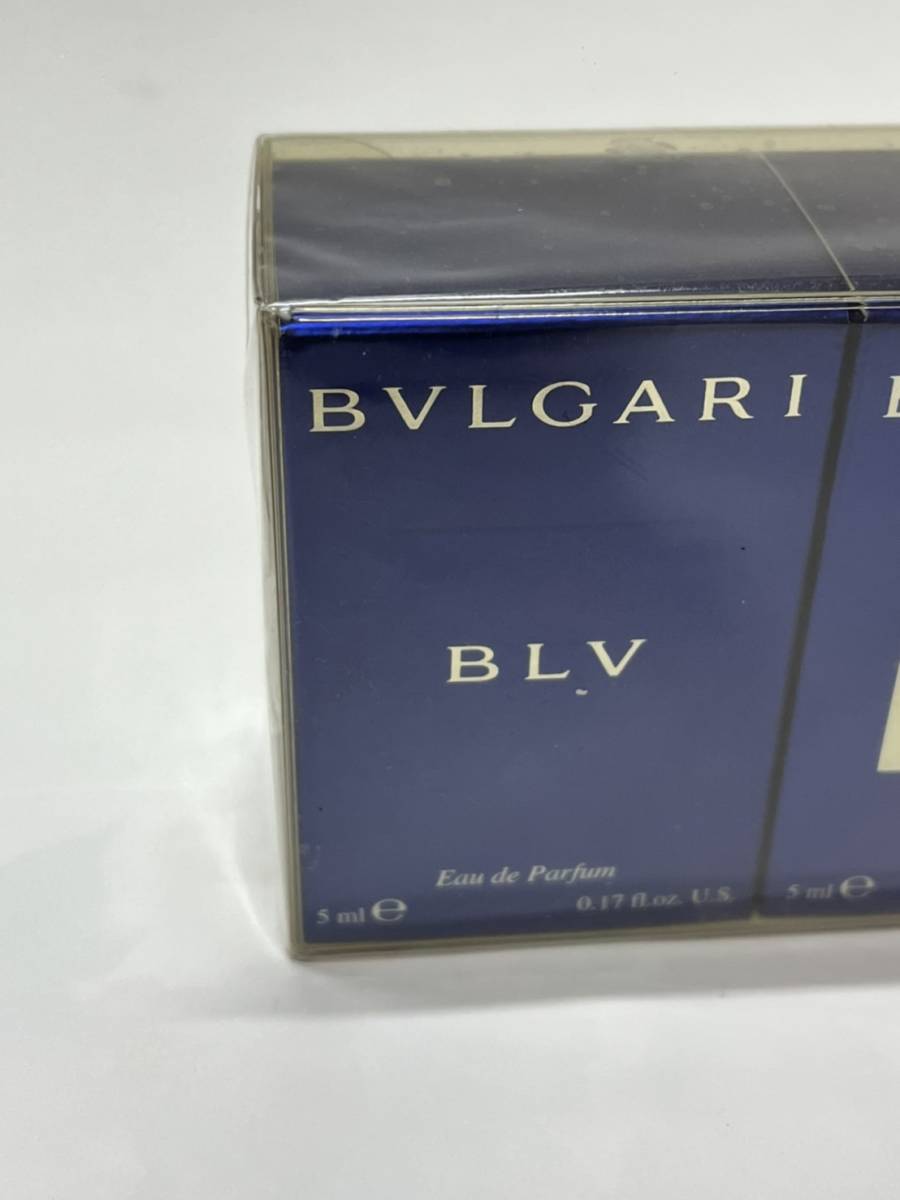 BVLGARI
BLV
Eau de Parfum
5 ml ℮ 0.17 fl.oz. U.S.
5 ml ℮